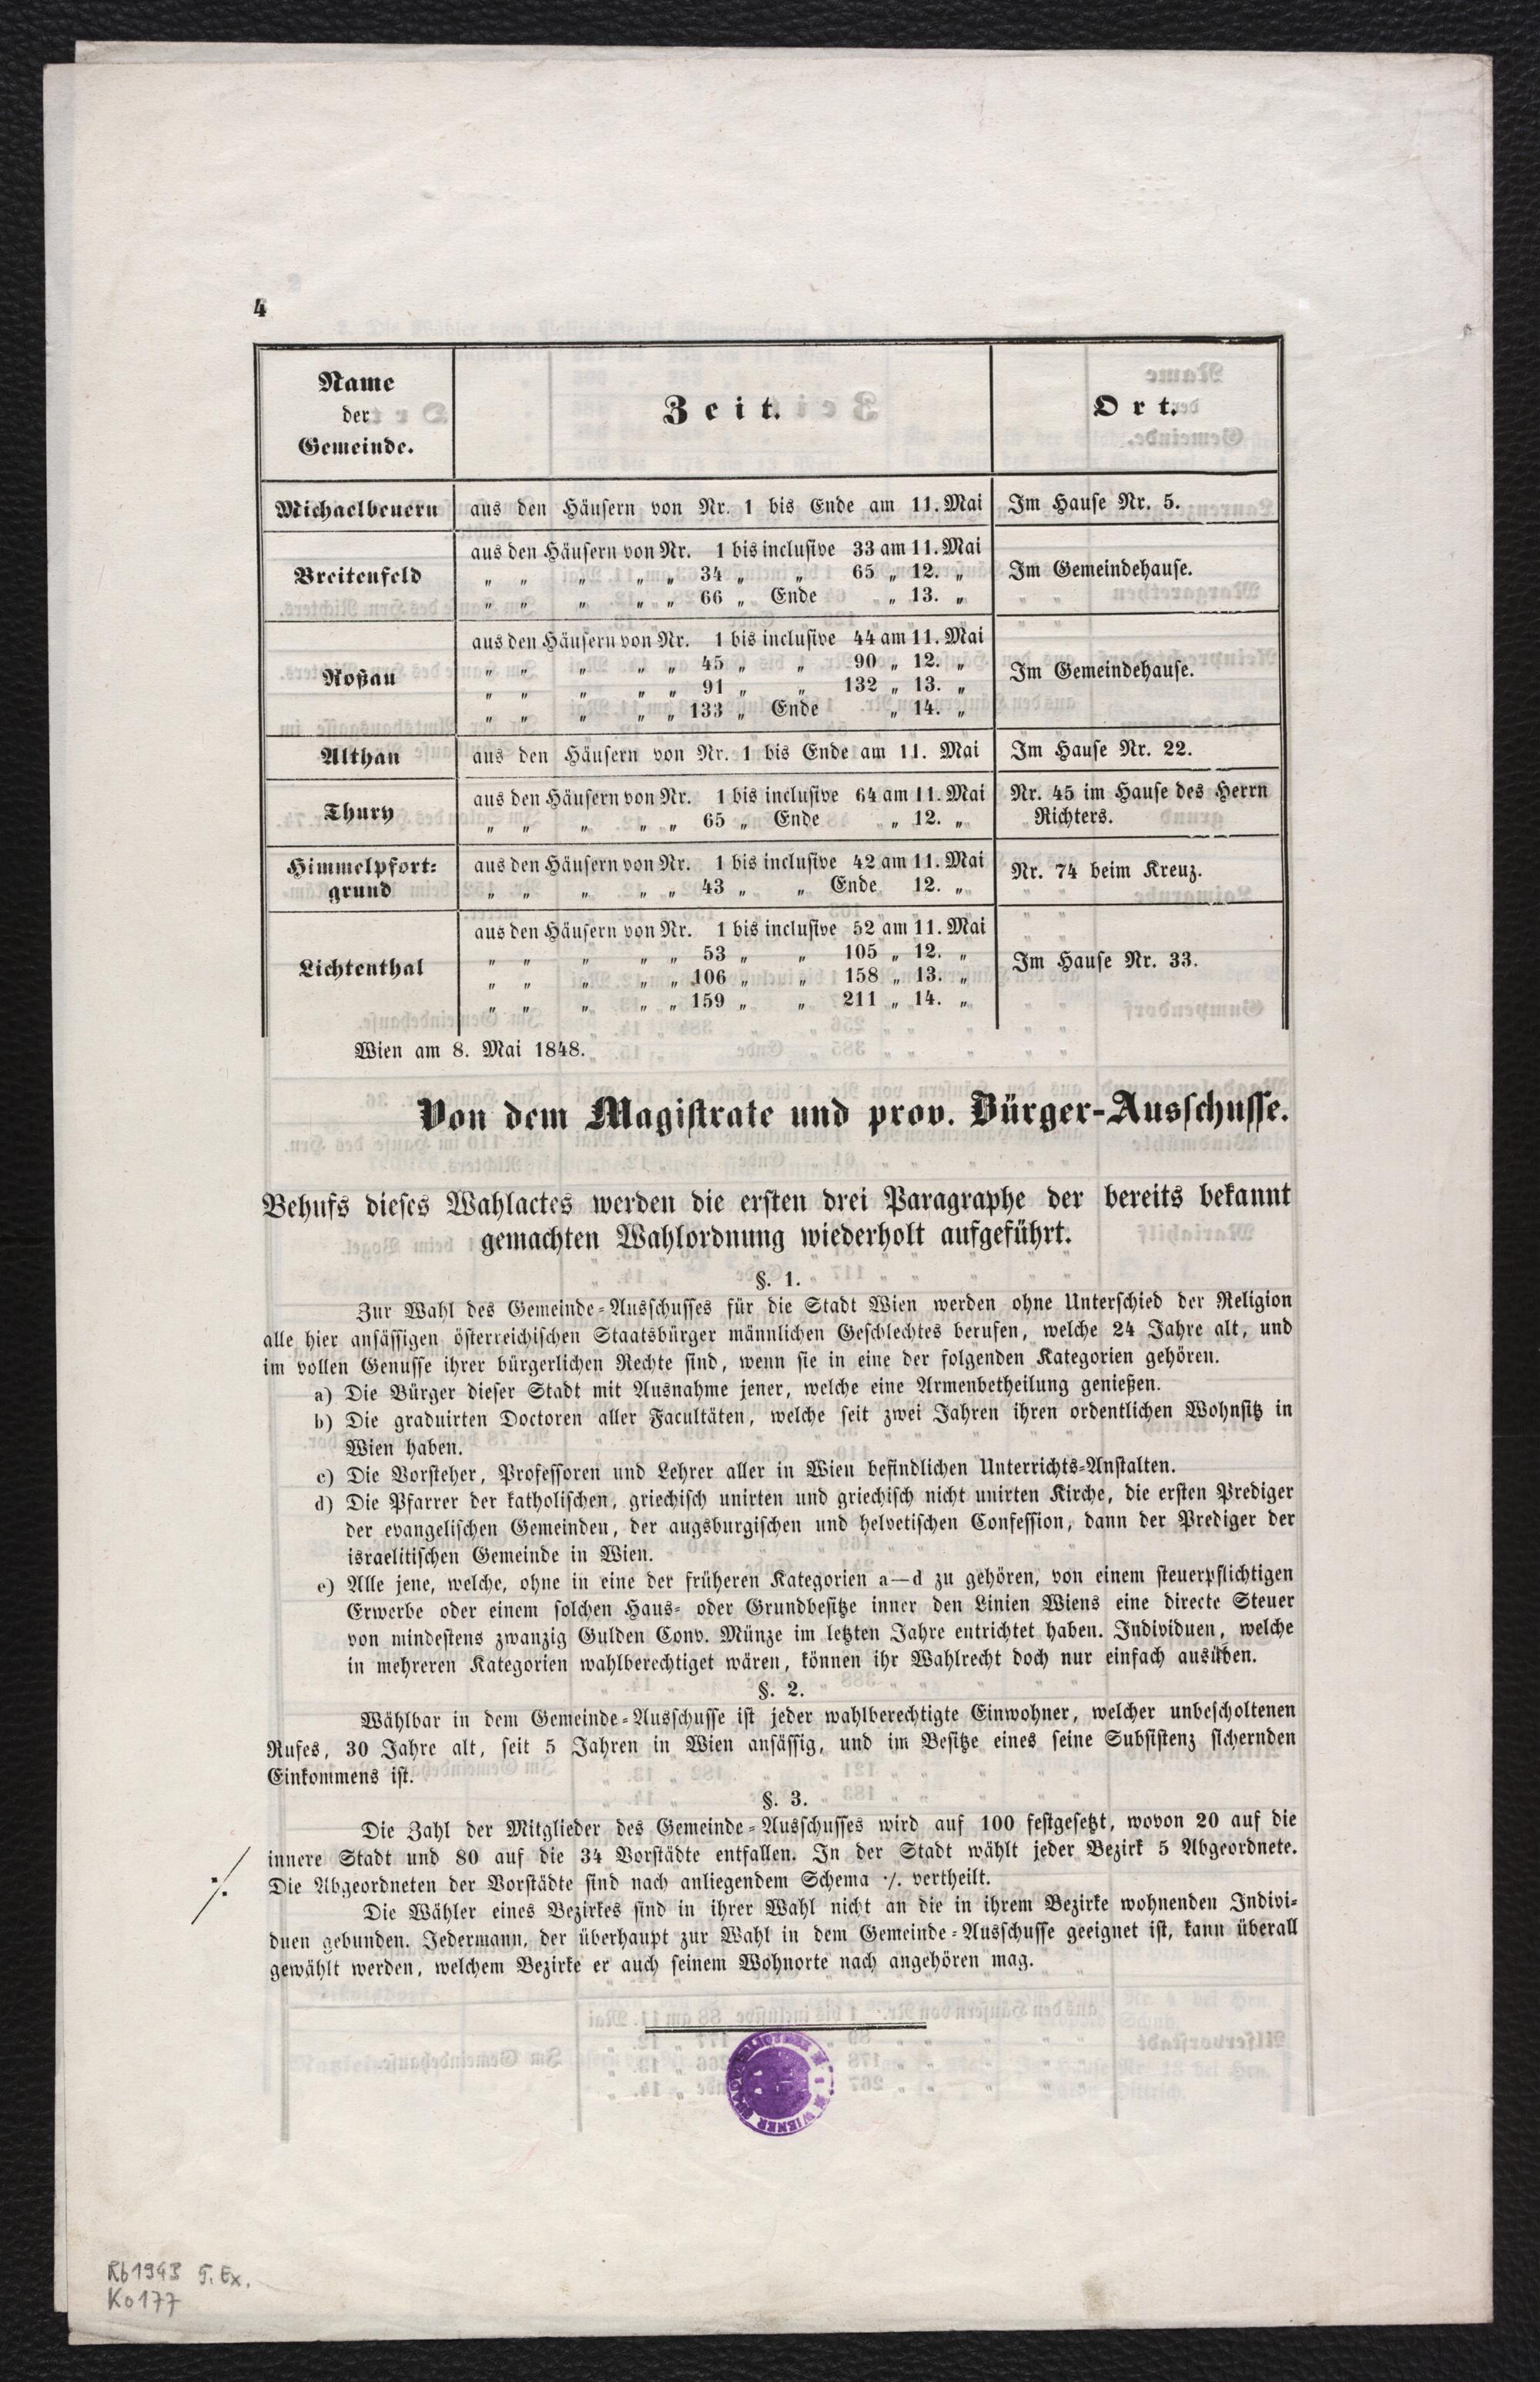 4
Name
der
Gemeinde.
Zeit.
Ort.
Michaelbeuern
aus den Häusern von Nr. 1 bis Ende am 11. Mai
Im Hause Nr. 5.
Breitenfeld
aus den Häusern von Nr. 1 bis inclusive 33 am 11. Mai
„ „ „ „ „ 34 „ „ 65 „ 12. „
„ „ „ „ „ 66 „ Ende „ 13. „
Im Gemeindehause.
Roßau
aus den Häusern von Nr. 1 bis inclusive 44 am 11. Mai
„ „ „ „ „ 45 „ „ 90 „ 12. „
„ „ „ „ „ 91 „ „ 132 „ 13. „
„ „ „ „ „ 133 „ Ende „ 14. „
Im Gemeindehause.
Althan
aus den Häusern von Nr. 1 bis Ende am 11. Mai
Im Hause Nr. 22.
Thury
aus den Häusern von Nr. 1 bis inclusive 64 am 11. Mai
„ „ „ „ „ 65 „ Ende „ 12. „
Nr. 45 im Hause des Herrn
Richters.
Himmelpfort-
grund
aus den Häusern von Nr. 1 bis inclusive 42 am 11. Mai
„ „ „ „ „ 43 „ „ Ende 12. „
Nr. 74 beim Kreuz.
Lichtenthal
aus den Häusern von Nr. 1 bis inclusive 52 am 11. Mai
„ „ „ „ „ 53 „ „ 105 „ 12. „
„ „ „ „ „ 106 „ „ 158 „ 13. „
„ „ „ „ „ 159 „ „ 211 „ 14. „
Im Hause Nr. 33.
Wien am 8. Mai 1848.
Von dem Magistrate und prov. Bürger-Ausschusse.
Behufs dieses Wahlactes werden die ersten drei Paragraphe der bereits bekannt
gemachten Wahlordnung wiederholt aufgeführt.
§. 1.
Zur Wahl des Gemeinde-Ausschusses für die Stadt Wien werden ohne Unterschied der Religion
alle hier ansässigen österreichischen Staatsbürger männlichen Geschlechtes berufen, welche 24 Jahre alt, und
im vollen Genusse ihrer bürgerlichen Rechte sind, wenn sie in eine der folgenden Kategorien gehören.
a) Die Bürger dieser Stadt mit Ausnahme jener, welche eine Armenbetheilung genießen.
b) Die graduirten Doctoren aller Facultäten, welche seit zwei Jahren ihren ordentlichen Wohnsitz in
Wien haben.
c) Die Vorsteher, Professoren und Lehrer aller in Wien befindlichen Unterrichts-Anstalten.
d) Die Pfarrer der katholischen, griechisch unirten und griechisch nicht unirten Kirche, die ersten Prediger
der evangelischen Gemeinden, der augsburgischen und helvetischen Confession, dann der Prediger der
israelitischen Gemeinde in Wien.
e) Alle jene, welche, ohne in eine der früheren Kategorien a—d zu gehören, von einem steuerpflichtigen
Erwerbe oder einem solchen Haus- oder Grundbesitze inner den Linien Wiens eine directe Steuer
von mindestens zwanzig Gulden Conv. Münze im letzten Jahre entrichtet haben. Individuen, welche
in mehreren Kategorien wahlberechtiget wären, können ihr Wahlrecht doch nur einfach ausüben.
§. 2.
Wählbar in dem Gemeinde-Ausschusse ist jeder wahlberechtigte Einwohner, welcher unbescholtenen
Rufes, 30 Jahre alt, seit 5 Jahren in Wien ansässig, und im Besitze eines seine Subsistenz sichernden
Einkommens ist.
§. 3.
Die Zahl der Mitglieder des Gemeinde-Ausschusses wird auf 100 festgesetzt, wovon 20 auf die
innere Stadt und 80 auf die 34 Vorstädte entfallen. In der Stadt wählt jeder Bezirk 5 Abgeordnete.
./. Die Abgeordneten der Vorstädte sind nach anliegendem Schema ·/. vertheilt.
Die Wähler eines Bezirkes sind in ihrer Wahl nicht an die in ihrem Bezirke wohnenden Indivi-
duen gebunden. Jedermann, der überhaupt zur Wahl in dem Gemeinde-Ausschusse geeignet ist, kann überall
gewählt werden, welchem Bezirke er auch seinem Wohnorte nach angehören mag.
WIENER
Rb 1943 5. Ex.
Ko 177